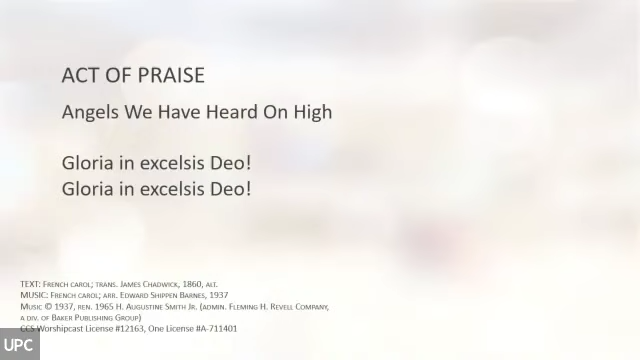 ACT OF PRAISE
Angels We Have Heard On High
Gloria in excelsis Deo!
Gloria in excelsis Deo!
TEXT: French carol; trans. James Chadwick, 1860, alt.
MUSIC: French carol; arr. Edward Shippen Barnes, 1937
Music © 1937, ren. 1965 H. Augustine Smith Jr. (admin. Fleming H. Revell Company,
a div. of Baker Publishing Group)
CCS Worshipcast License #12163, One License #A-711401
UPC